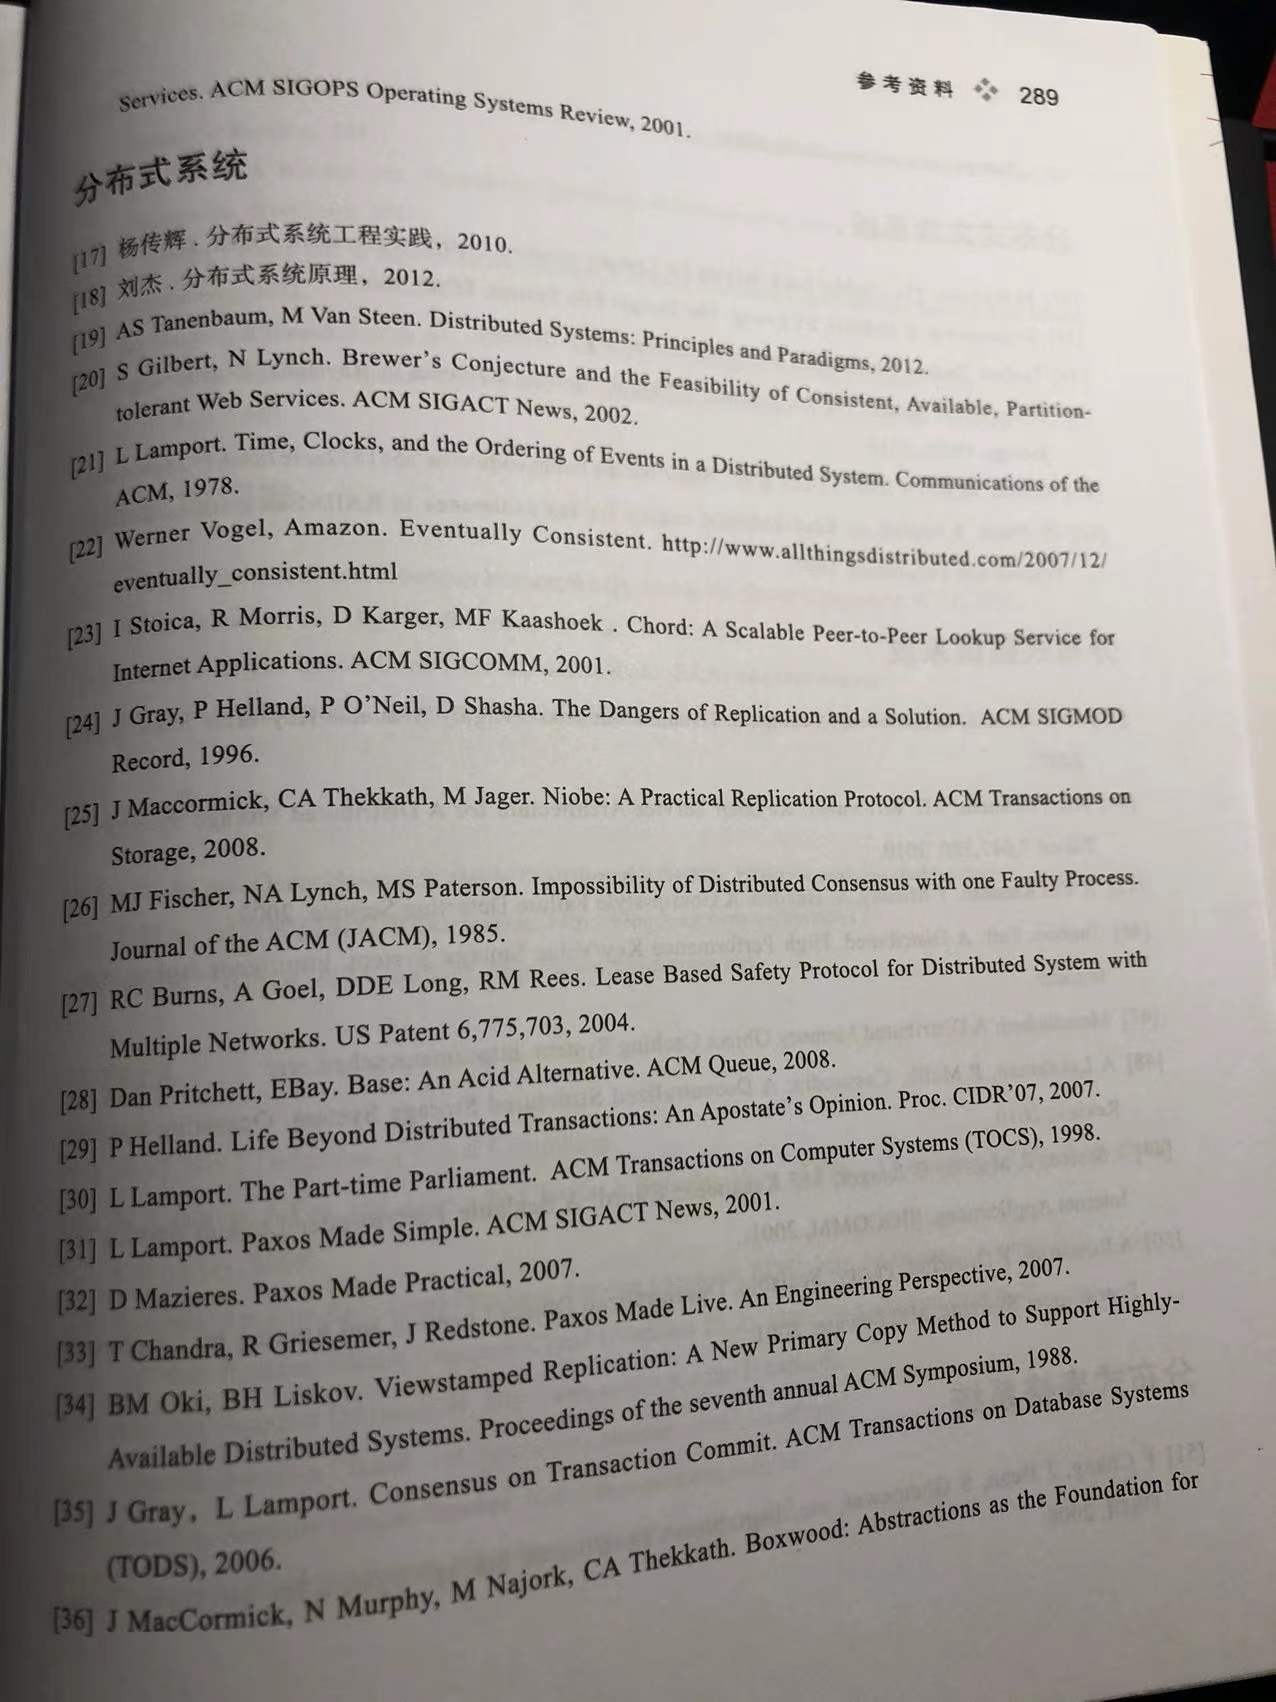 参考资料 289
Services. ACM SIGOPS Operating Systems Review, 2001.
分布式系统
[17] 杨传辉 . 分布式系统工程实践，2010.
[18] 刘杰 . 分布式系统原理，2012.
[19] AS Tanenbaum, M Van Steen. Distributed Systems: Principles and Paradigms, 2012.
[20] S Gilbert, N Lynch. Brewer’s Conjecture and the Feasibility of Consistent, Available, Partition-
tolerant Web Services. ACM SIGACT News, 2002.
[21] L Lamport. Time, Clocks, and the Ordering of Events in a Distributed System. Communications of the
ACM, 1978.
[22] Werner Vogel, Amazon. Eventually Consistent. http://www.allthingsdistributed.com/2007/12/
eventually_consistent.html
[23] I Stoica, R Morris, D Karger, MF Kaashoek . Chord: A Scalable Peer-to-Peer Lookup Service for
Internet Applications. ACM SIGCOMM, 2001.
[24] J Gray, P Helland, P O’Neil, D Shasha. The Dangers of Replication and a Solution. ACM SIGMOD
Record, 1996.
[25] J Maccormick, CA Thekkath, M Jager. Niobe: A Practical Replication Protocol. ACM Transactions on
Storage, 2008.
[26] MJ Fischer, NA Lynch, MS Paterson. Impossibility of Distributed Consensus with one Faulty Process.
Journal of the ACM (JACM), 1985.
[27] RC Burns, A Goel, DDE Long, RM Rees. Lease Based Safety Protocol for Distributed System with
Multiple Networks. US Patent 6,775,703, 2004.
[28] Dan Pritchett, EBay. Base: An Acid Alternative. ACM Queue, 2008.
[29] P Helland. Life Beyond Distributed Transactions: An Apostate’s Opinion. Proc. CIDR’07, 2007.
[30] L Lamport. The Part-time Parliament. ACM Transactions on Computer Systems (TOCS), 1998.
[31] L Lamport. Paxos Made Simple. ACM SIGACT News, 2001.
[32] D Mazieres. Paxos Made Practical, 2007.
[33] T Chandra, R Griesemer, J Redstone. Paxos Made Live. An Engineering Perspective, 2007.
[34] BM Oki, BH Liskov. Viewstamped Replication: A New Primary Copy Method to Support Highly-
Available Distributed Systems. Proceedings of the seventh annual ACM Symposium, 1988.
[35] J Gray，L Lamport. Consensus on Transaction Commit. ACM Transactions on Database Systems
(TODS), 2006.
[36] J MacCormick, N Murphy, M Najork, CA Thekkath. Boxwood: Abstractions as the Foundation for